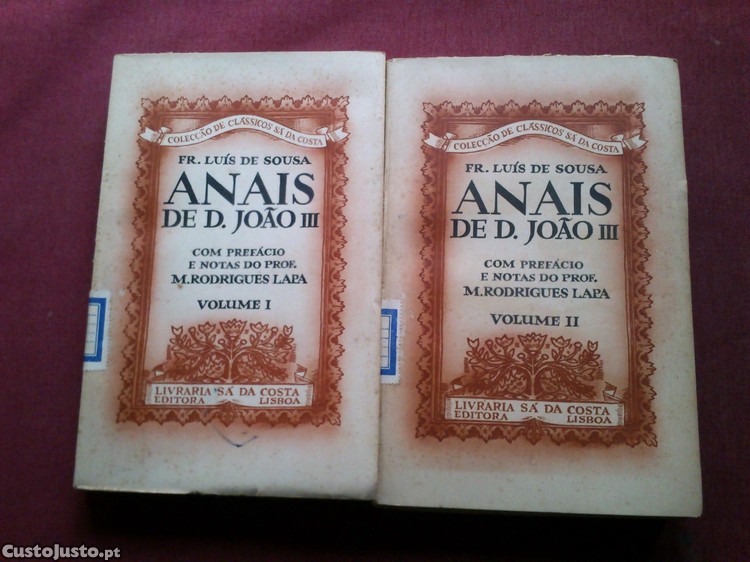 COLECÇÃO DE CLÁSSICOS SÁ DA COSTA
FR. LUÍS DE SOUSA
ANAIS
DE D. JOÃO III
COM PREFÁCIO
E NOTAS DO PROF.
M. RODRIGUES LAPA
VOLUME I
LIVRARIA SÁ DA COSTA
EDITORA LISBOA
COLECÇÃO DE CLÁSSICOS SÁ DA COSTA
FR. LUÍS DE SOUSA
ANAIS
DE D. JOÃO III
COM PREFÁCIO
E NOTAS DO PROF.
M. RODRIGUES LAPA
VOLUME II
LIVRARIA SÁ DA COSTA
EDITORA LISBOA
CustoJusto.pt